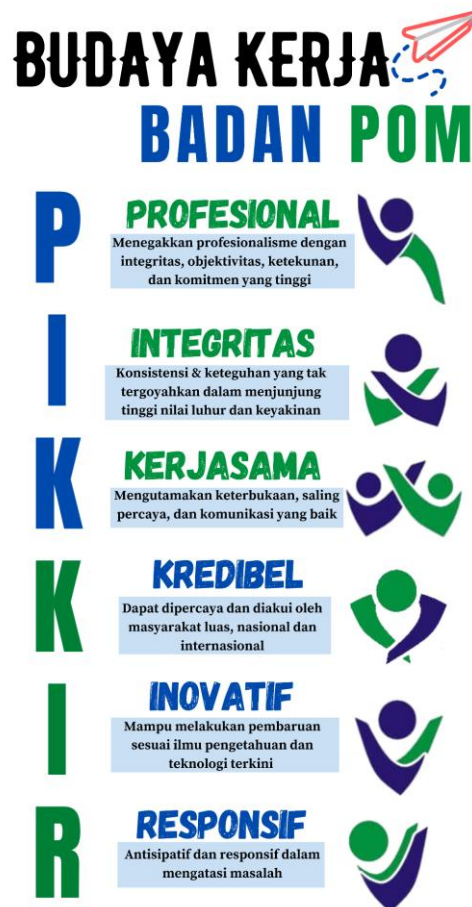 BUDAYA KERJA
BADAN POM
P
PROFESIONAL
Menegakkan profesionalisme dengan
integritas, objektivitas, ketekunan,
dan komitmen yang tinggi
I
INTEGRITAS
Konsistensi & keteguhan yang tak
tergoyahkan dalam menjunjung
tinggi nilai luhur dan keyakinan
K
KERJASAMA
Mengutamakan keterbukaan, saling
percaya, dan komunikasi yang baik
K
KREDIBEL
Dapat dipercaya dan diakui oleh
masyarakat luas, nasional dan
internasional
I
INOVATIF
Mampu melakukan pembaruan
sesuai ilmu pengetahuan dan
teknologi terkini
R
RESPONSIF
Antisipatif dan responsif dalam
mengatasi masalah